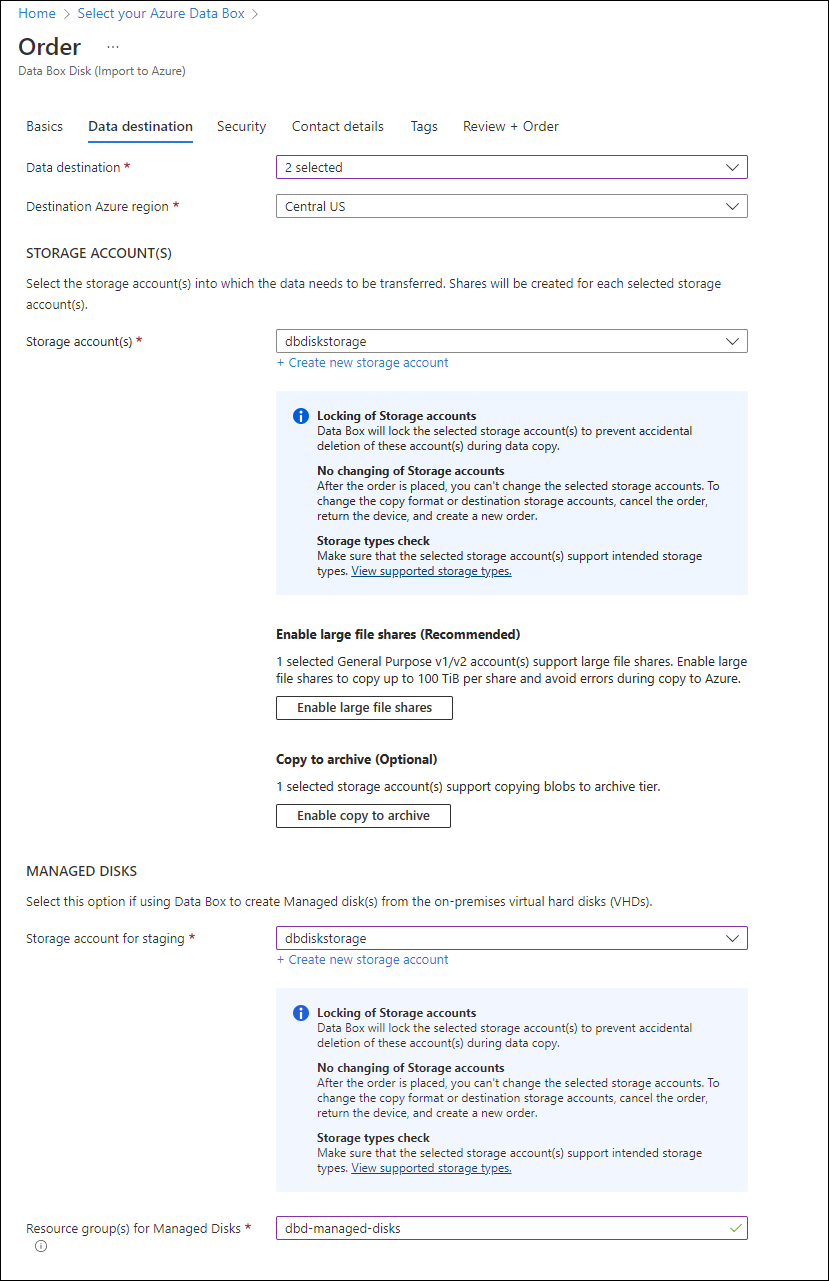 Home > Select your Azure Data Box >
Order ...
Data Box Disk (Import to Azure)
Basics Data destination Security Contact details Tags Review + Order
Data destination * 2 selected
Destination Azure region * Central US
STORAGE ACCOUNT(S)
Select the storage account(s) into which the data needs to be transferred. Shares will be created for each selected storage
account(s).
Storage account(s) * dbdiskstorage
+ Create new storage account
Locking of Storage accounts
Data Box will lock the selected storage account(s) to prevent accidental
deletion of these account(s) during data copy.
No changing of Storage accounts
After the order is placed, you can't change the selected storage accounts. To
change the copy format or destination storage accounts, cancel the order,
return the device, and create a new order.
Storage types check
Make sure that the selected storage account(s) support intended storage
types. View supported storage types.
Enable large file shares (Recommended)
1 selected General Purpose v1/v2 account(s) support large file shares. Enable large
file shares to copy up to 100 TiB per share and avoid errors during copy to Azure.
Enable large file shares
Copy to archive (Optional)
1 selected storage account(s) support copying blobs to archive tier.
Enable copy to archive
MANAGED DISKS
Select this option if using Data Box to create Managed disk(s) from the on-premises virtual hard disks (VHDs).
Storage account for staging * dbdiskstorage
+ Create new storage account
Locking of Storage accounts
Data Box will lock the selected storage account(s) to prevent accidental
deletion of these account(s) during data copy.
No changing of Storage accounts
After the order is placed, you can't change the selected storage accounts. To
change the copy format or destination storage accounts, cancel the order,
return the device, and create a new order.
Storage types check
Make sure that the selected storage account(s) support intended storage
types. View supported storage types.
Resource group(s) for Managed Disks * dbd-managed-disks